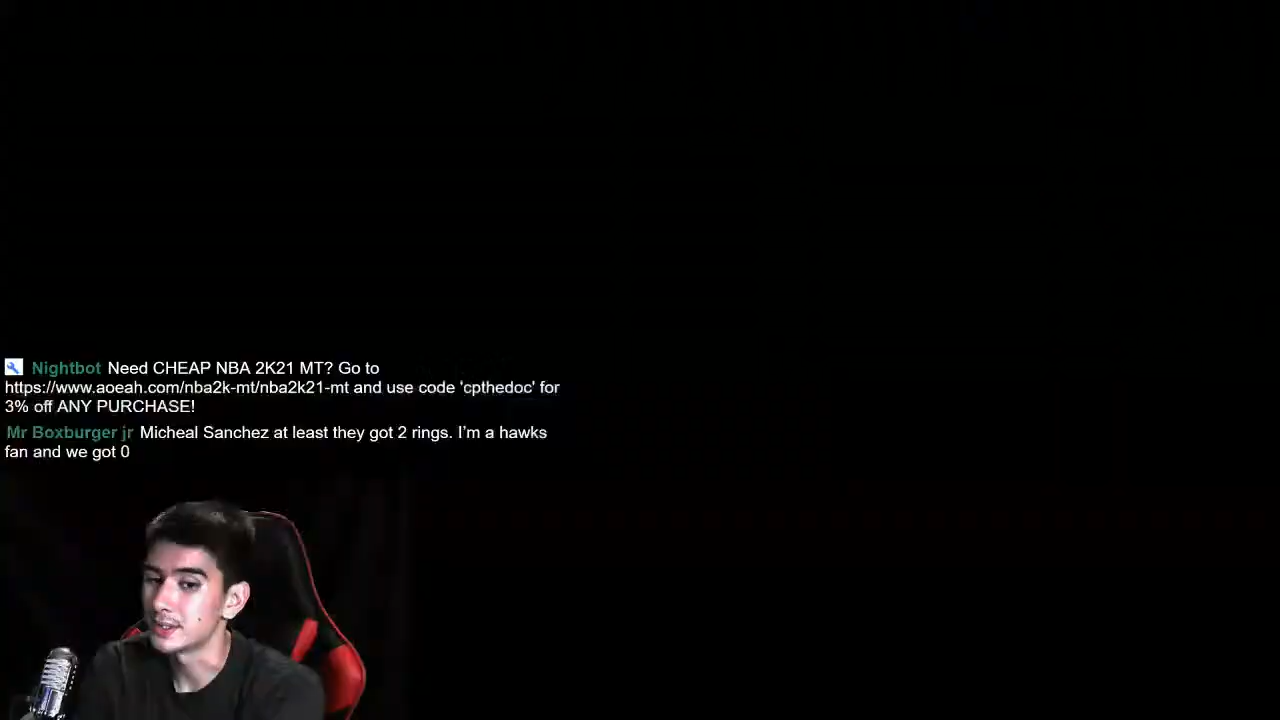 Nightbot Need CHEAP NBA 2K21 MT? Go to
https://www.aoeah.com/nba2k-mt/nba2k21-mt and use code 'cpthedoc' for
3% off ANY PURCHASE!
Mr Boxburger jr Micheal Sanchez at least they got 2 rings. I'm a hawks
fan and we got 0